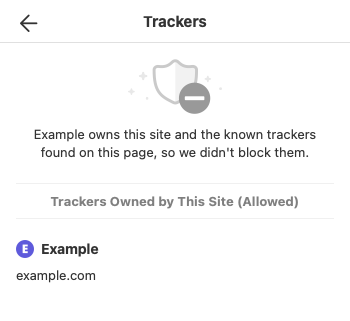 Trackers
Example owns this site and the known trackers
found on this page, so we didn't block them.
Trackers Owned by This Site (Allowed)
E Example
example.com